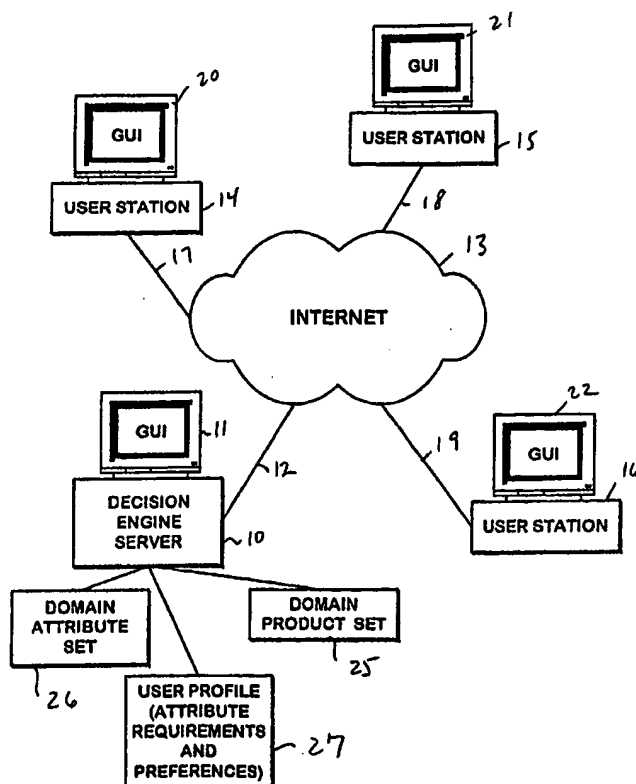 21
GUI
USER STATION
15
20
GUI
USER STATION
14
18
17
13
INTERNET
GUI
11
12
19
22
GUI
USER STATION
16
DECISION
ENGINE
SERVER
10
DOMAIN
ATTRIBUTE
SET
26
DOMAIN
PRODUCT SET
25
USER PROFILE
(ATTRIBUTE
REQUIREMENTS
AND
PREFERENCES)
27